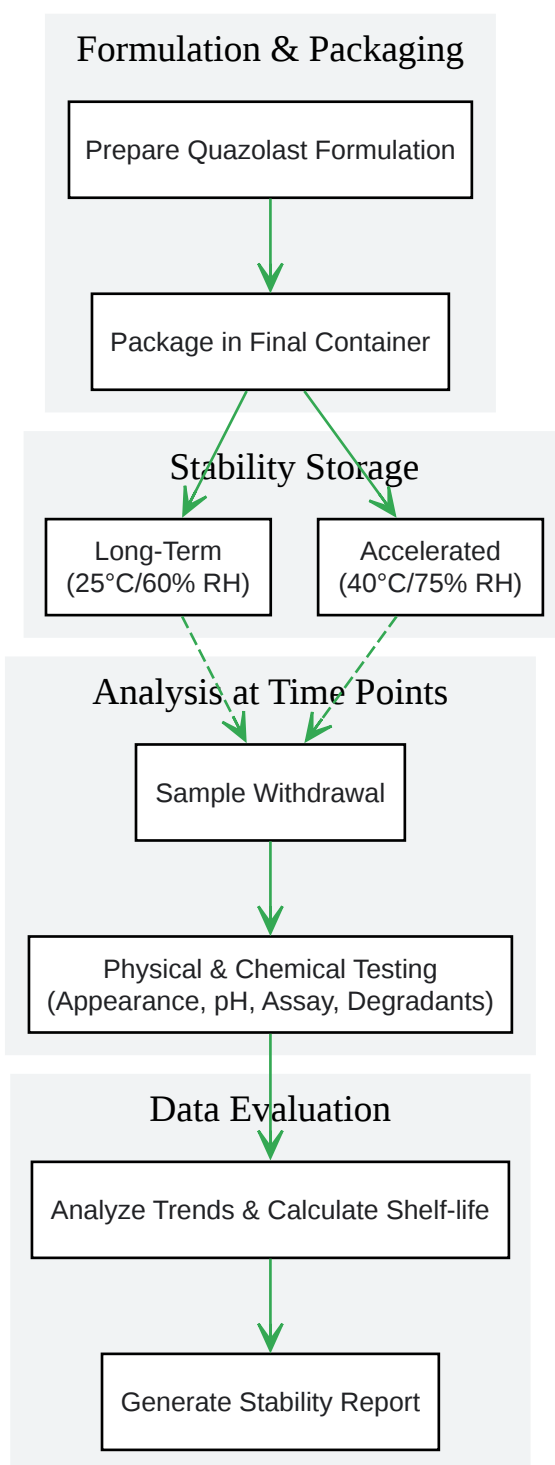 Formulation & Packaging
Prepare Quazolast Formulation
Package in Final Container
Stability Storage
Long-Term
(25°C/60% RH)
Accelerated
(40°C/75% RH)
Analysis at Time Points
Sample Withdrawal
Physical & Chemical Testing
(Appearance, pH, Assay, Degradants)
Data Evaluation
Analyze Trends & Calculate Shelf-life
Generate Stability Report